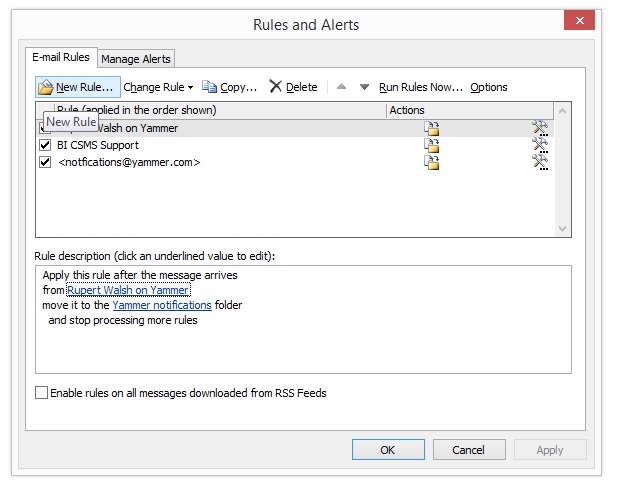 Rules and Alerts
E-mail Rules
Manage Alerts
New Rule...
Change Rule
Copy...
Delete
Run Rules Now...
Options
Rule (applied in the order shown)
Actions
New Rule
Walsh on Yammer
BI CSMS Support
<notfications@yammer.com>
Rule description (click an underlined value to edit):
Apply this rule after the message arrives
from Rupert Walsh on Yammer
move it to the Yammer notifications folder
and stop processing more rules
Enable rules on all messages downloaded from RSS Feeds
OK
Cancel
Apply